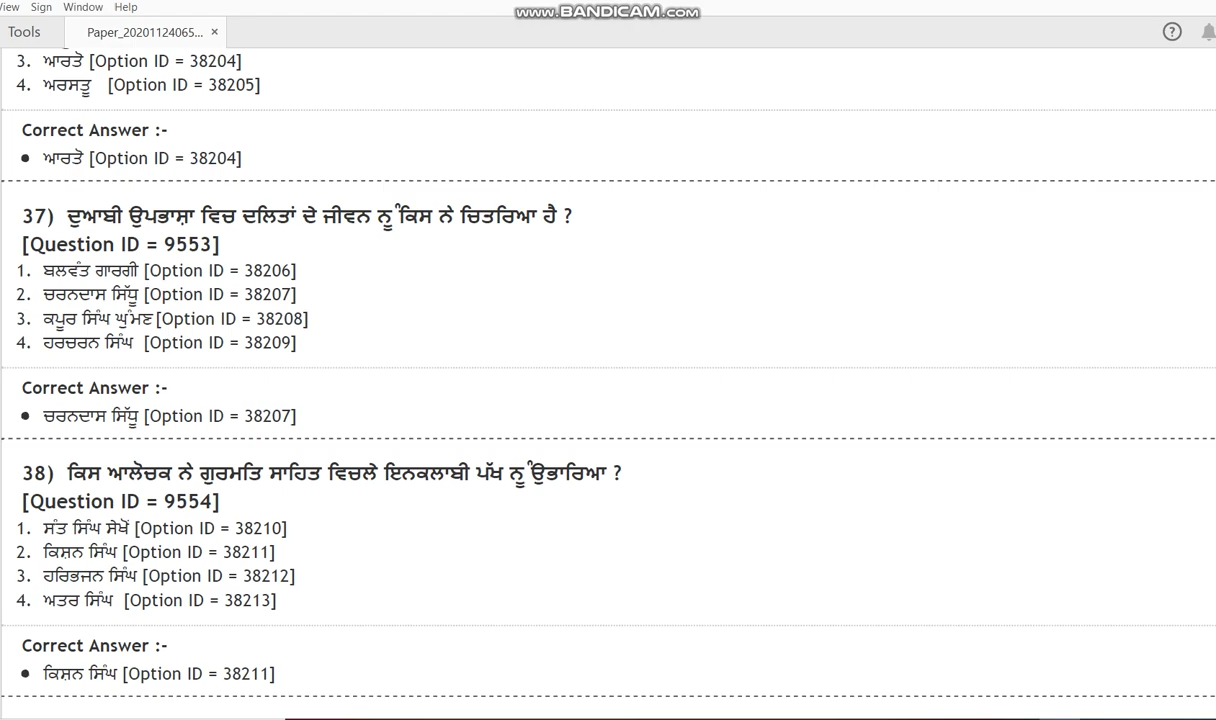 View Sign Window Help
www.BANDICAM.com
Tools Paper_20201124065... ×
3. ਆਰਤੋ [Option ID = 38204]
4. ਅਰਸਤੂ [Option ID = 38205]
Correct Answer :-
• ਆਰਤੋ [Option ID = 38204]
37) ਦੁਆਬੀ ਉਪਭਾਸ਼ਾ ਵਿਚ ਦਲਿਤਾਂ ਦੇ ਜੀਵਨ ਨੂੰ ਕਿਸ ਨੇ ਚਿਤਰਿਆ ਹੈ ?
[Question ID = 9553]
1. ਬਲਵੰਤ ਗਾਰਗੀ [Option ID = 38206]
2. ਚਰਨਦਾਸ ਸਿੱਧੂ [Option ID = 38207]
3. ਕਪੂਰ ਸਿੰਘ ਘੁੰਮਣ [Option ID = 38208]
4. ਹਰਚਰਨ ਸਿੰਘ [Option ID = 38209]
Correct Answer :-
• ਚਰਨਦਾਸ ਸਿੱਧੂ [Option ID = 38207]
38) ਕਿਸ ਆਲੋਚਕ ਨੇ ਗੁਰਮਤਿ ਸਾਹਿਤ ਵਿਚਲੇ ਇਨਕਲਾਬੀ ਪੱਖ ਨੂੰ ਉਭਾਰਿਆ ?
[Question ID = 9554]
1. ਸੰਤ ਸਿੰਘ ਸੇਖੋਂ [Option ID = 38210]
2. ਕਿਸ਼ਨ ਸਿੰਘ [Option ID = 38211]
3. ਹਰਿਭਜਨ ਸਿੰਘ [Option ID = 38212]
4. ਅਤਰ ਸਿੰਘ [Option ID = 38213]
Correct Answer :-
• ਕਿਸ਼ਨ ਸਿੰਘ [Option ID = 38211]